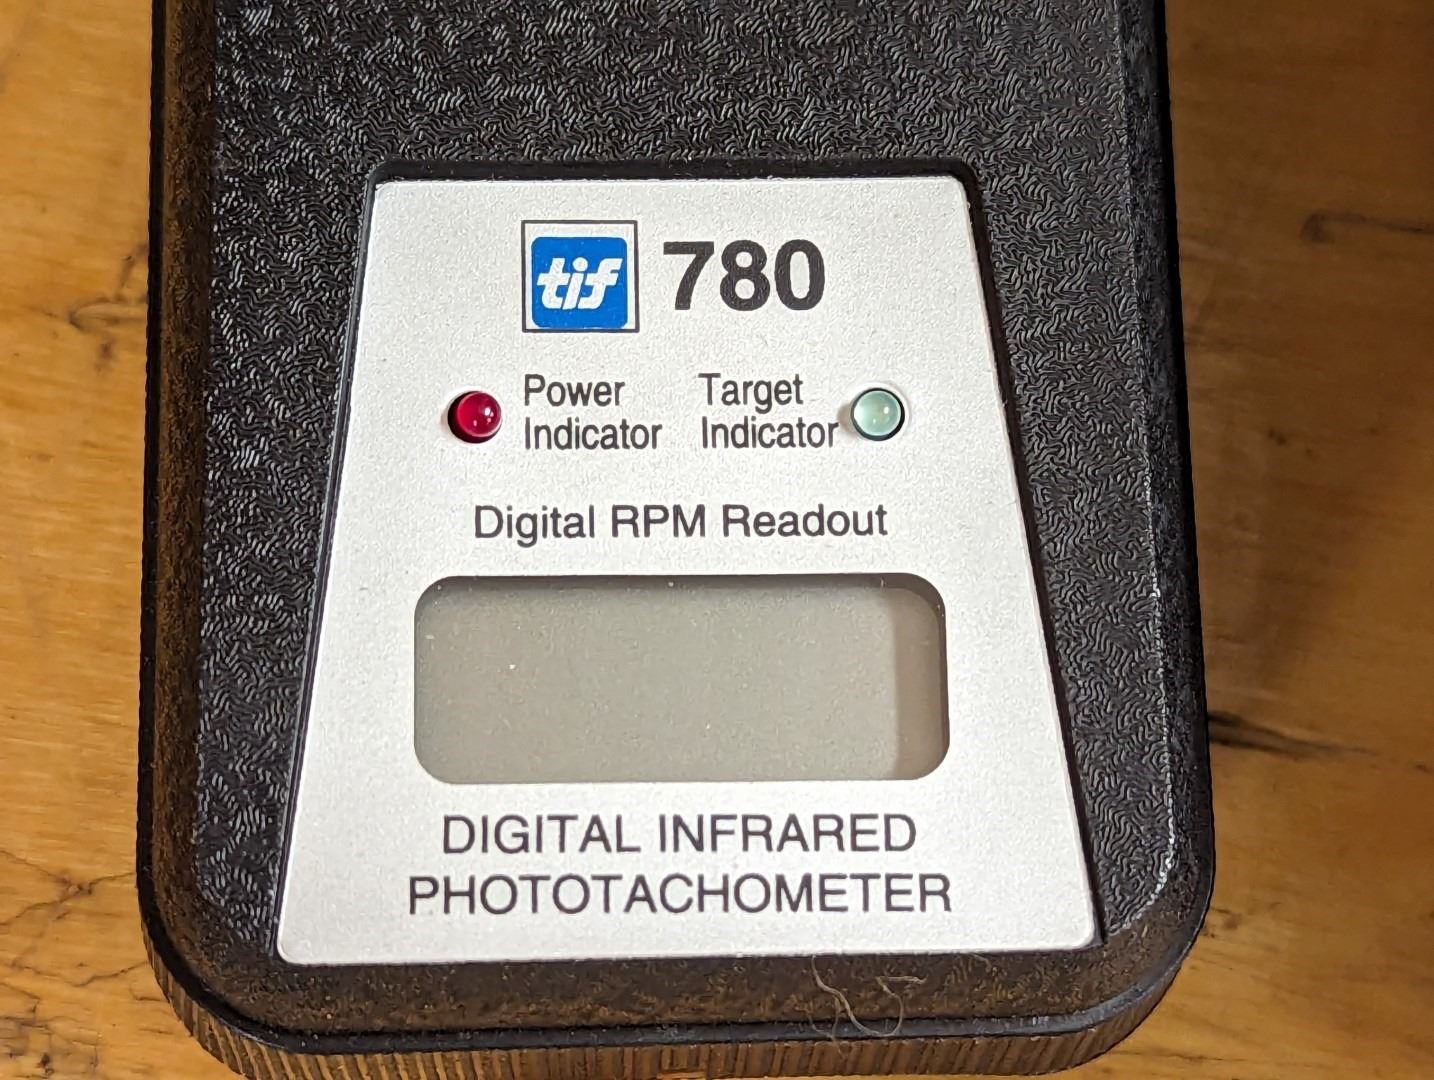 tif 780
Power Indicator
Target Indicator
Digital RPM Readout
DIGITAL INFRARED
PHOTOTACHOMETER